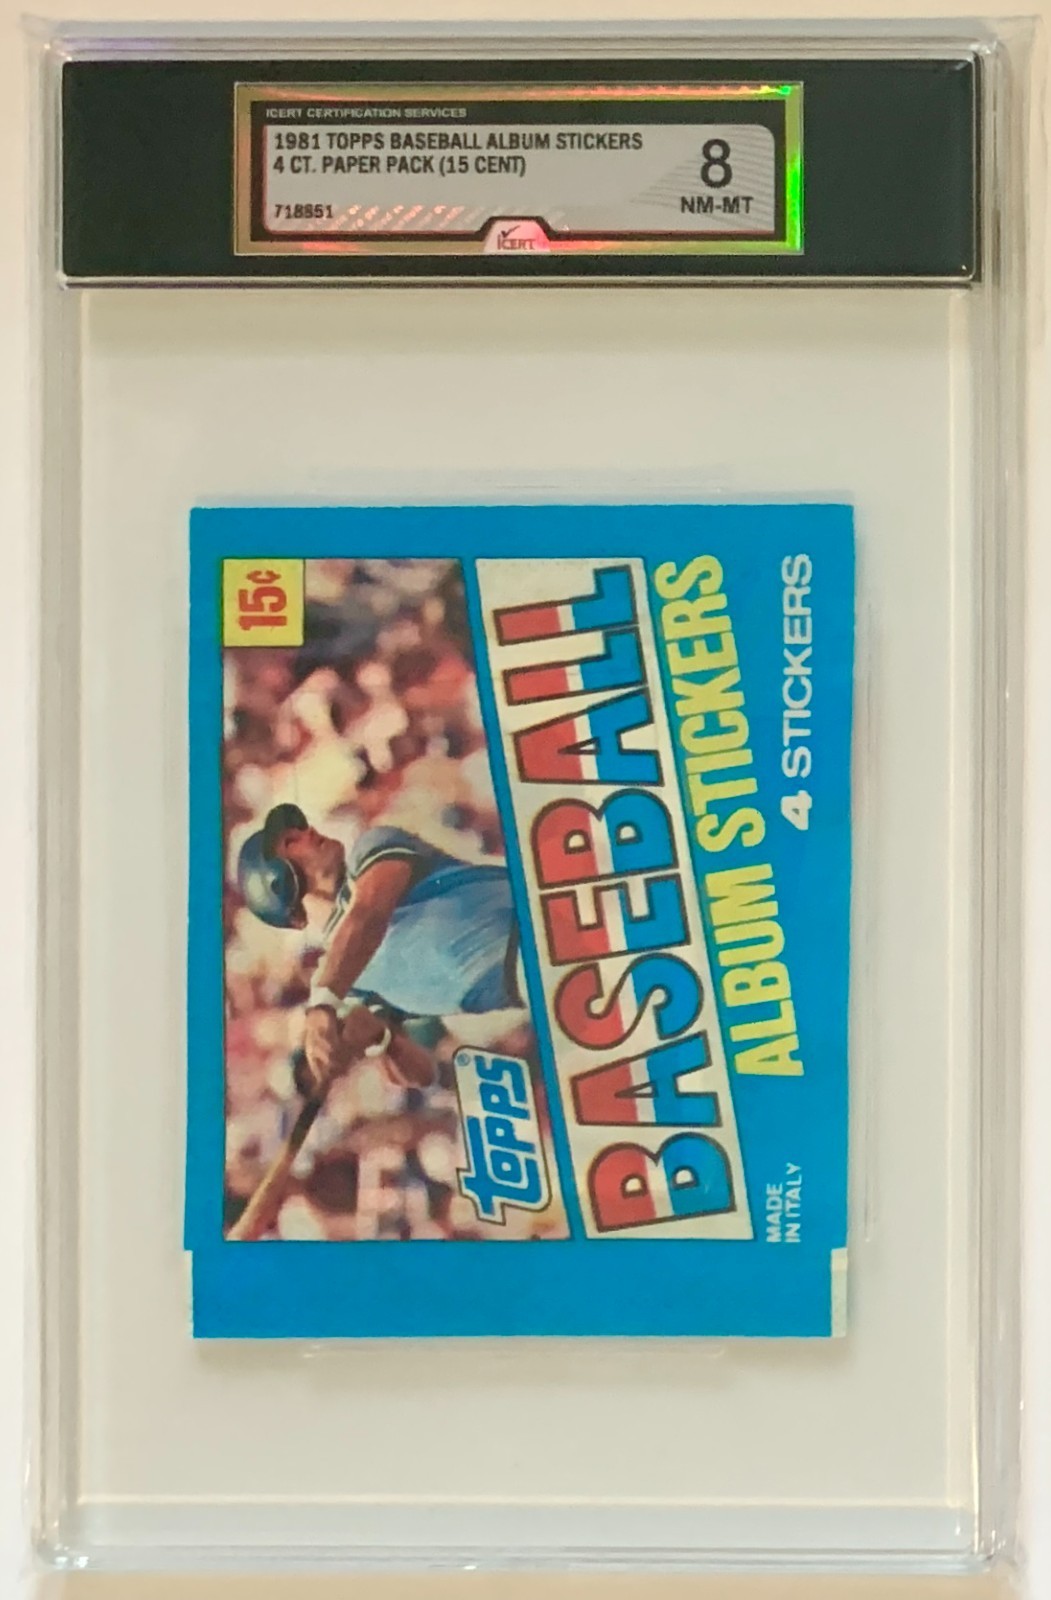 ICERT CERTIFICATION SERVICES
1981 TOPPS BASEBALL ALBUM STICKERS
4 CT. PAPER PACK (15 CENT)
8
NM-MT
718851
ICERT
15¢
TOPPS®
BASEBALL
ALBUM STICKERS
4 STICKERS
MADE
IN ITALY